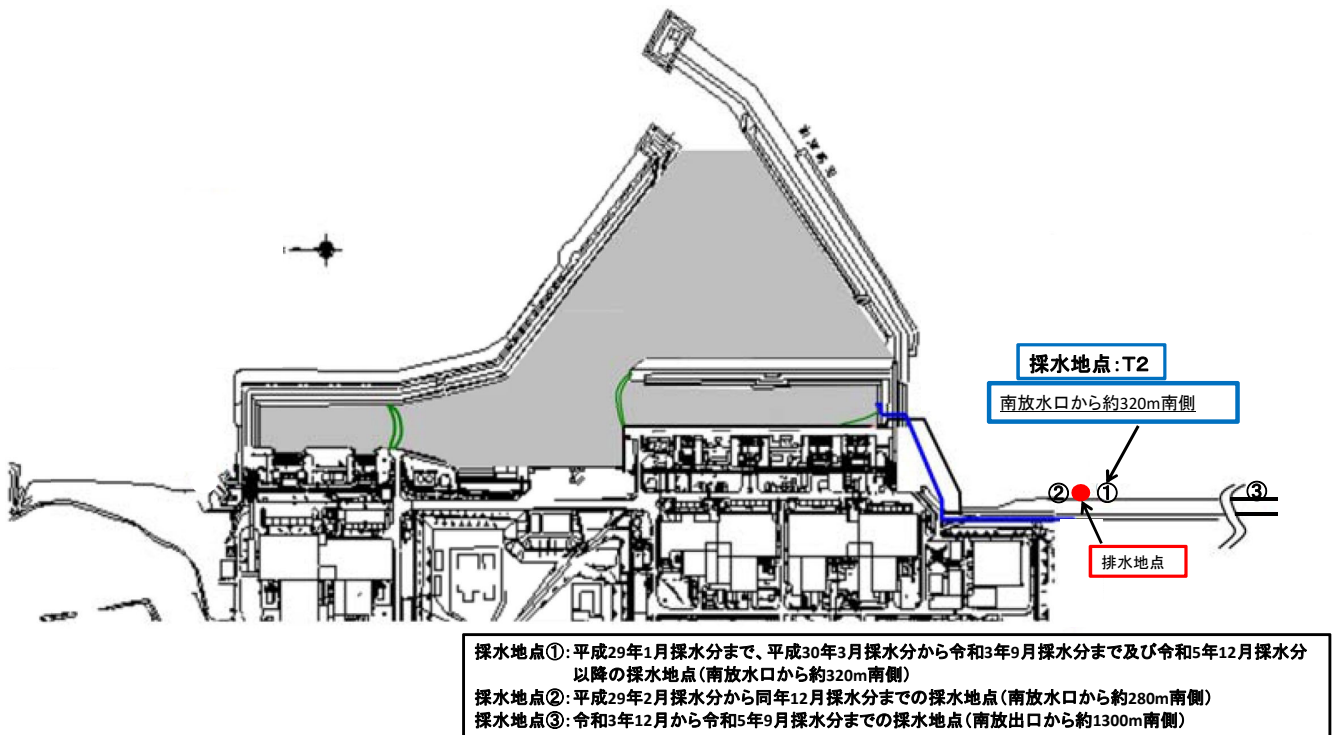 採水地点:T2
南放水口から約320m南側
② ① ③
排水地点
採水地点①:平成29年1月採水分まで、平成30年3月採水分から令和3年9月採水分まで及び令和5年12月採水分
以降の採水地点(南放水口から約320m南側)
採水地点②:平成29年2月採水分から同年12月採水分までの採水地点(南放水口から約280m南側)
採水地点③:令和3年12月から令和5年9月採水分までの採水地点(南放出口から約1300m南側)